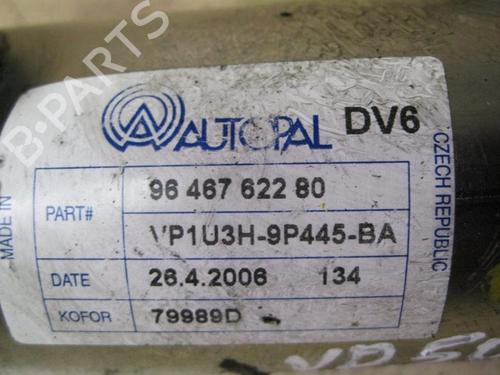 B-PARTS
AUTOPAL DV6
MADE IN
CZECH REPUBLIC
PART# 96 467 622 80
VP1U3H-9P445-BA
DATE 26.4.2006 134
KOFOR 79989D